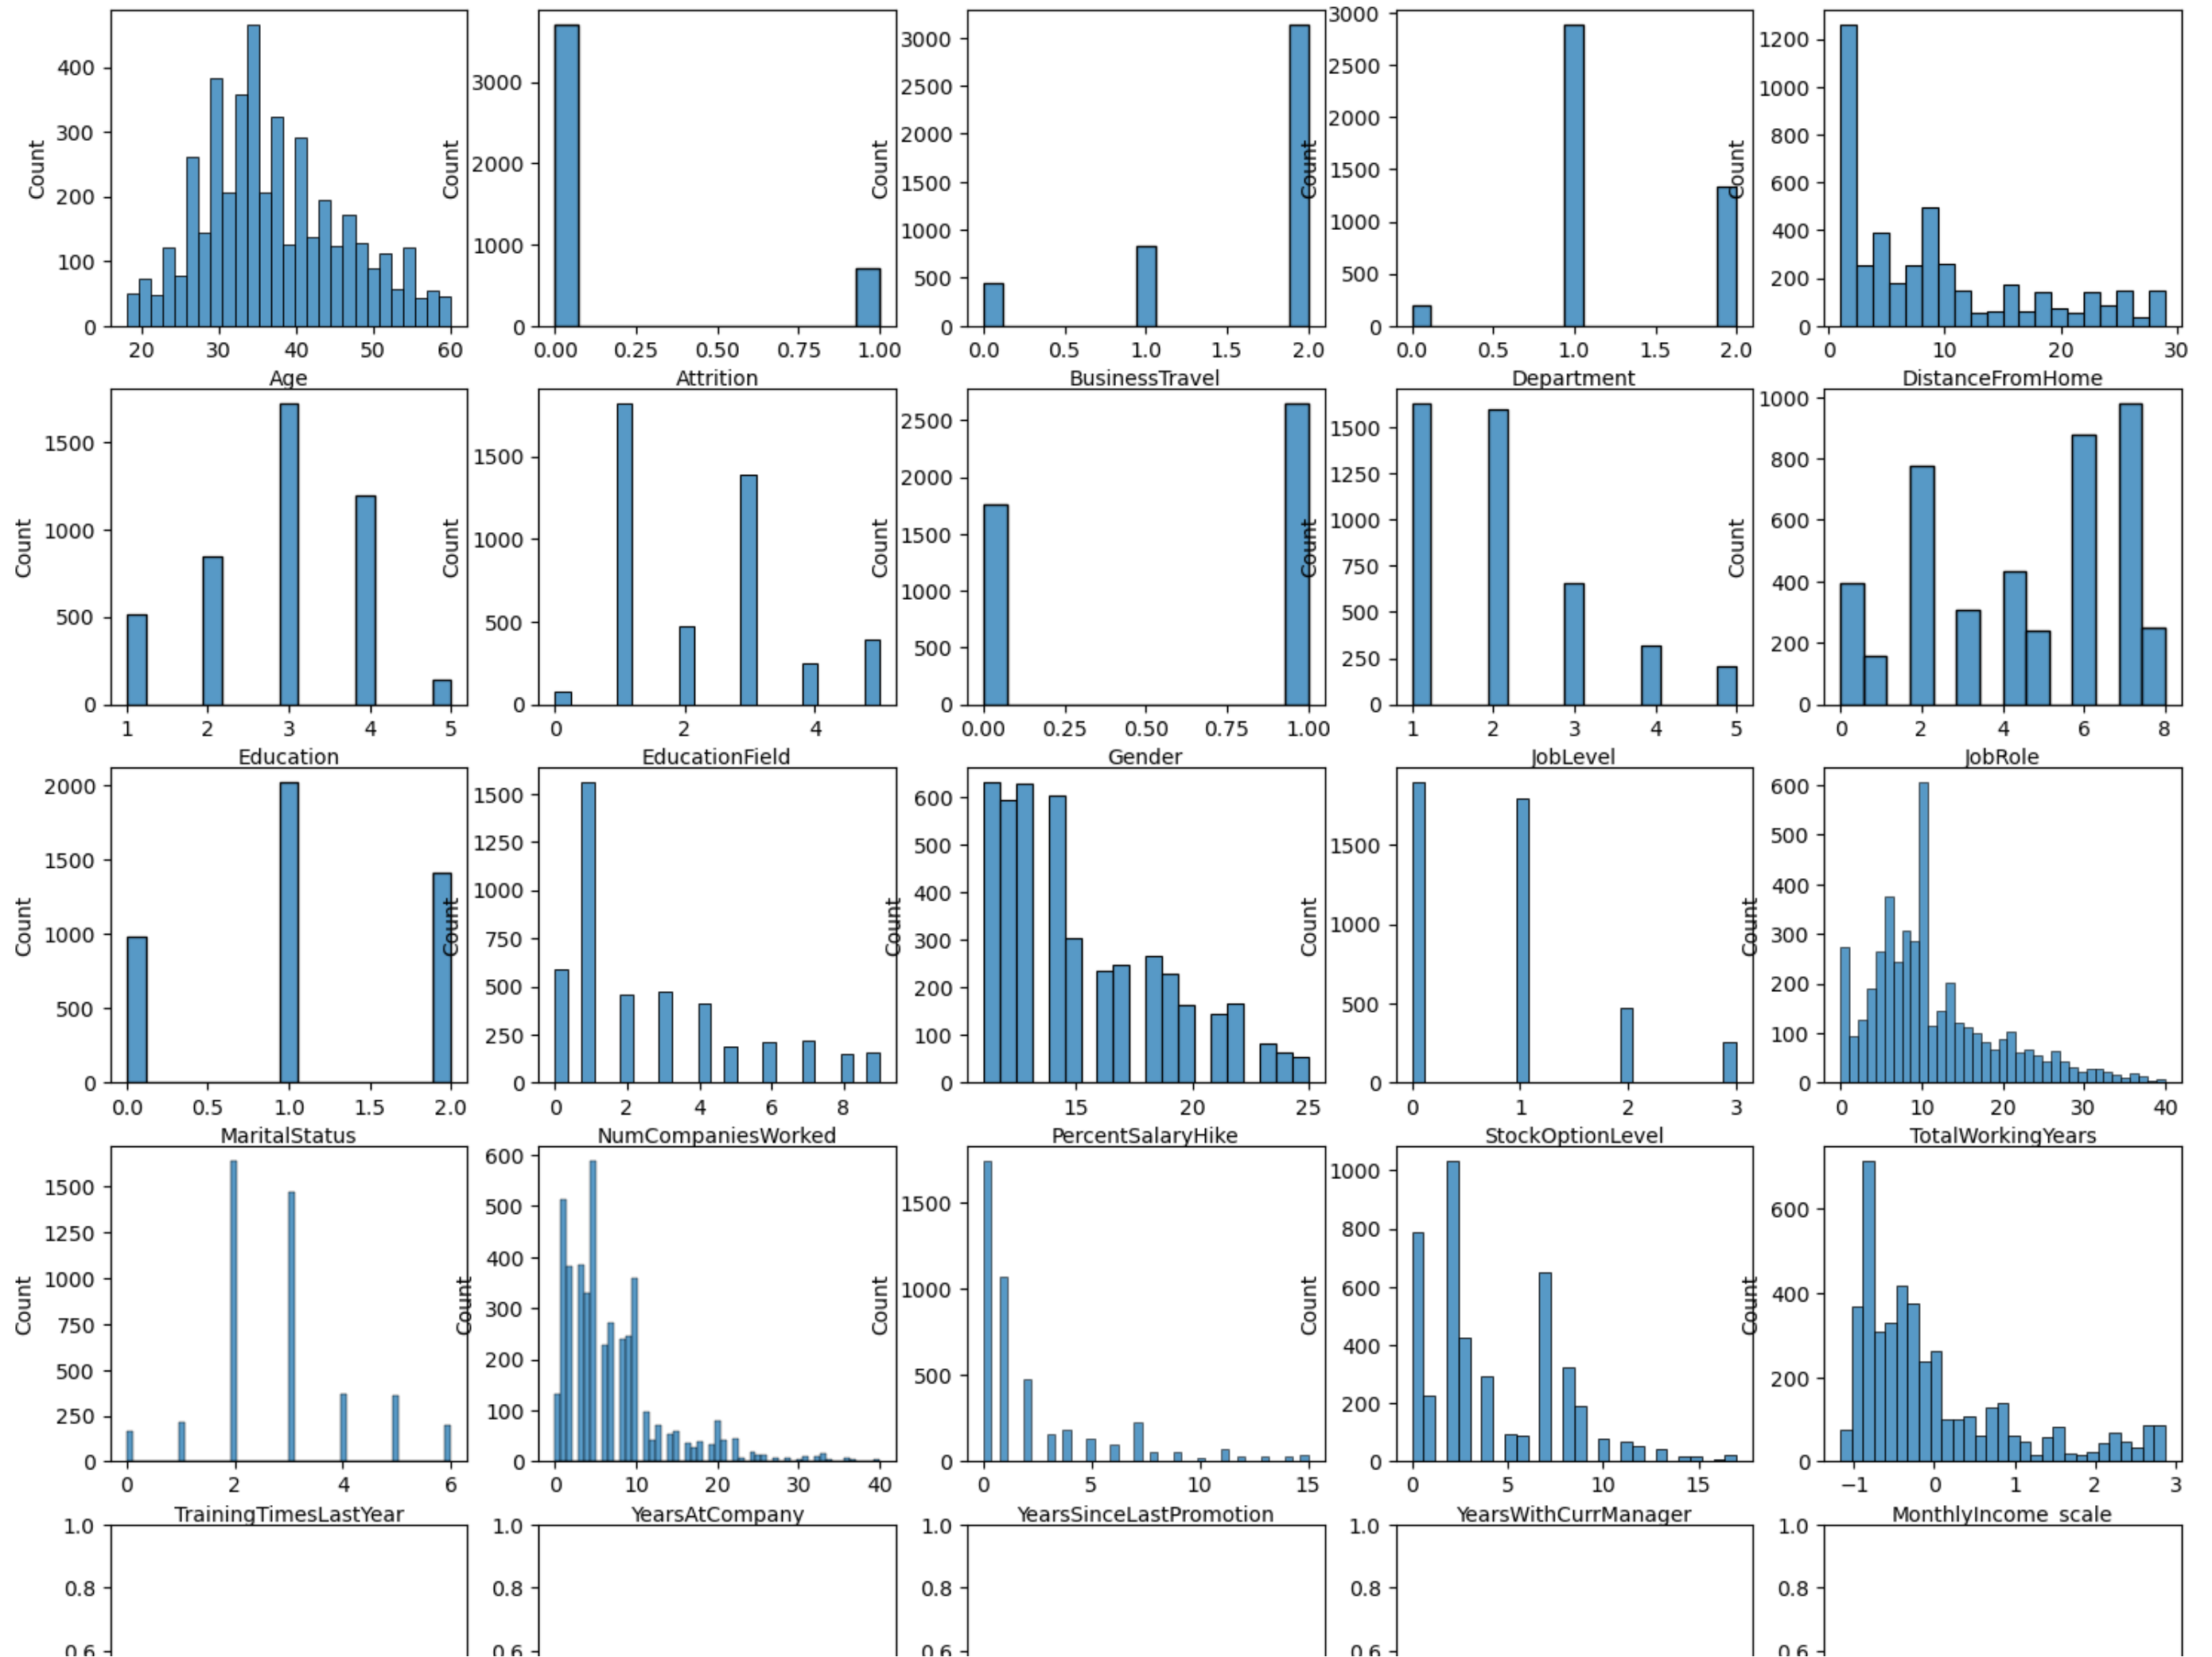 Count
400
300
200
100
0
20 30 40 50 60
Age
Count
3000
2000
1000
0
0.00 0.25 0.50 0.75 1.00
Attrition
Count
3000
2500
2000
1500
1000
500
0
0.0 0.5 1.0 1.5 2.0
BusinessTravel
Count
3000
2500
2000
1500
1000
500
0
0.0 0.5 1.0 1.5 2.0
Department
Count
1200
1000
800
600
400
200
0
0 10 20 30
DistanceFromHome
Count
1500
1000
500
0
1 2 3 4 5
Education
Count
1500
1000
500
0
0 2 4
EducationField
Count
2500
2000
1500
1000
500
0
0.00 0.25 0.50 0.75 1.00
Gender
Count
1500
1250
1000
750
500
250
0
1 2 3 4 5
JobLevel
Count
1000
800
600
400
200
0
0 2 4 6 8
JobRole
Count
2000
1500
1000
500
0
0.0 0.5 1.0 1.5 2.0
MaritalStatus
Count
1500
1250
1000
750
500
250
0
0 2 4 6 8
NumCompaniesWorked
Count
600
500
400
300
200
100
0
15 20 25
PercentSalaryHike
Count
1500
1000
500
0
0 1 2 3
StockOptionLevel
Count
600
500
400
300
200
100
0
0 10 20 30 40
TotalWorkingYears
Count
1500
1250
1000
750
500
250
0
0 2 4 6
TrainingTimesLastYear
Count
600
500
400
300
200
100
0
0 10 20 30 40
YearsAtCompany
Count
1500
1000
500
0
0 5 10 15
YearsSinceLastPromotion
Count
1000
800
600
400
200
0
0 5 10 15
YearsWithCurrManager
Count
600
400
200
0
−1 0 1 2 3
MonthlyIncome_scale
1.0
0.8
0.6
1.0
0.8
0.6
1.0
0.8
0.6
1.0
0.8
0.6
1.0
0.8
0.6